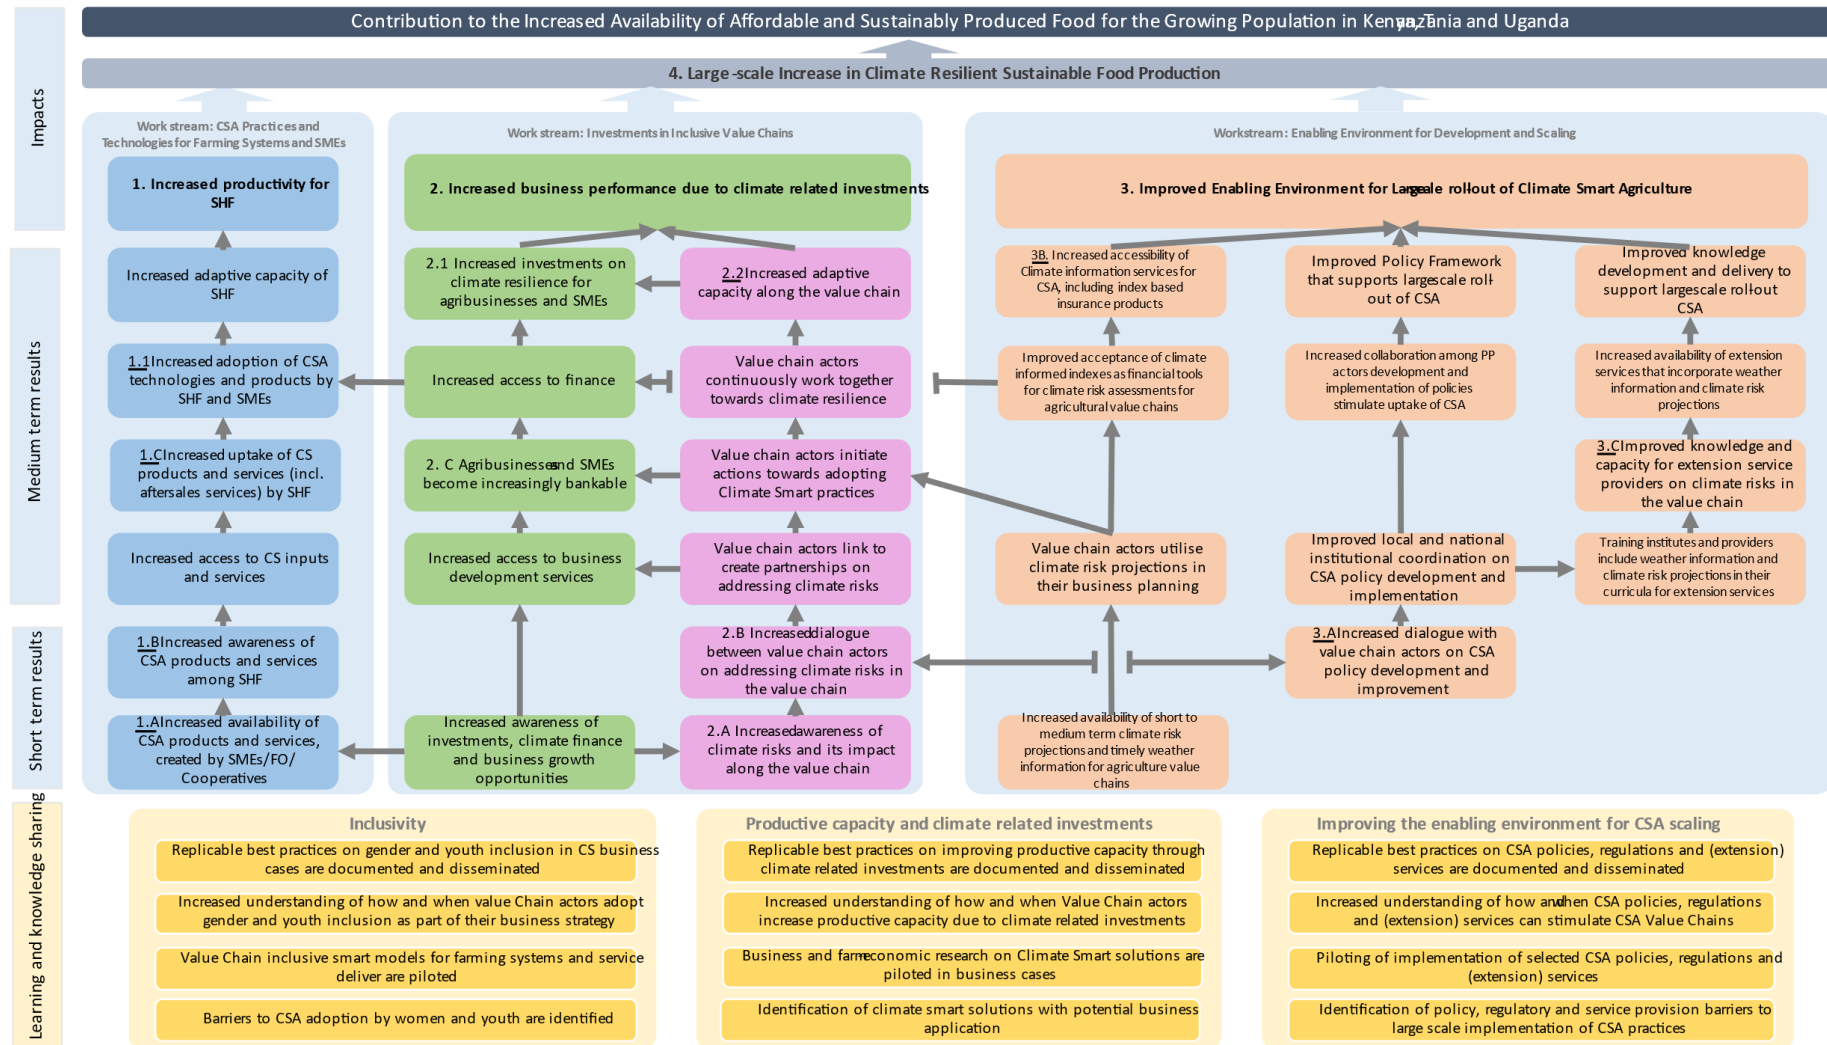 Contribution to the Increased Availability of Affordable and Sustainably Produced Food for the Growing Population in Kenya, Tanzania and Uganda
4. Large-scale Increase in Climate Resilient Sustainable Food Production
Impacts
Work stream: CSA Practices and
Technologies for Farming Systems and SMEs
1. Increased productivity for
SHF
Work stream: Investments in Inclusive Value Chains
2. Increased business performance due to climate related investments
Workstream: Enabling Environment for Development and Scaling
3. Improved Enabling Environment for Large-scale roll-out of Climate Smart Agriculture
Medium term results
Increased adaptive capacity of
SHF
1.1Increased adoption of CSA
technologies and products by
SHF and SMEs
1.CIncreased uptake of CS
products and services (incl.
aftersales services) by SHF
Increased access to CS inputs
and services
2.1 Increased investments on
climate resilience for
agribusinesses and SMEs
Increased access to finance
2. C Agribusinesses and SMEs
become increasingly bankable
Increased access to business
development services
2.2Increased adaptive
capacity along the value chain
Value chain actors
continuously work together
towards climate resilience
Value chain actors initiate
actions towards adopting
Climate Smart practices
Value chain actors link to
create partnerships on
addressing climate risks
3B. Increased accessibility of
Climate information services for
CSA, including index based
insurance products
Improved acceptance of climate
informed indexes as financial tools
for climate risk assessments for
agricultural value chains
Value chain actors utilise
climate risk projections in
their business planning
Improved Policy Framework
that supports largescale roll-
out of CSA
Increased collaboration among PP
actors development and
implementation of policies
stimulate uptake of CSA
Improved local and national
institutional coordination on
CSA policy development and
implementation
Improved knowledge
development and delivery to
support largescale roll-out
CSA
Increased availability of extension
services that incorporate weather
information and climate risk
projections
3.CImproved knowledge and
capacity for extension service
providers on climate risks in
the value chain
Training institutes and providers
include weather information and
climate risk projections in their
curricula for extension services
Short term results
1.BIncreased awareness of
CSA products and services
among SHF
1.AIncreased availability of
CSA products and services,
created by SMEs/FO/
Cooperatives
Increased awareness of
investments, climate finance
and business growth
opportunities
2.B Increased dialogue
between value chain actors
on addressing climate risks in
the value chain
2.A Increased awareness of
climate risks and its impact
along the value chain
Increased availability of short to
medium term climate risk
projections and timely weather
information for agriculture value
chains
3.AIncreased dialogue with
value chain actors on CSA
policy development and
improvement
Learning and knowledge sharing
Inclusivity
Replicable best practices on gender and youth inclusion in CS business
cases are documented and disseminated
Increased understanding of how and when value Chain actors adopt
gender and youth inclusion as part of their business strategy
Value Chain inclusive smart models for farming systems and service
deliver are piloted
Barriers to CSA adoption by women and youth are identified
Productive capacity and climate related investments
Replicable best practices on improving productive capacity through
climate related investments are documented and disseminated
Increased understanding of how and when Value Chain actors
increase productive capacity due to climate related investments
Business and farm-economic research on Climate Smart solutions are
piloted in business cases
Identification of climate smart solutions with potential business
application
Improving the enabling environment for CSA scaling
Replicable best practices on CSA policies, regulations and (extension)
services are documented and disseminated
Increased understanding of how and when CSA policies, regulations
and (extension) services can stimulate CSA Value Chains
Piloting of implementation of selected CSA policies, regulations and
(extension) services
Identification of policy, regulatory and service provision barriers to
large scale implementation of CSA practices